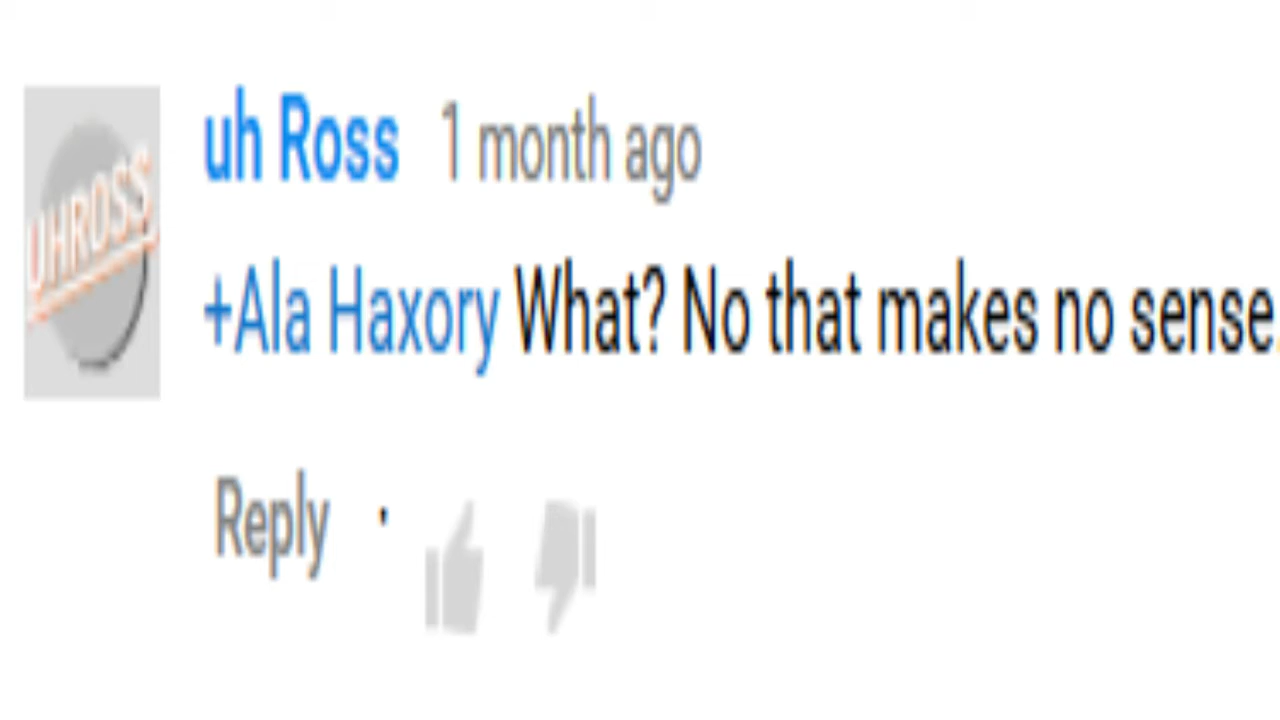 UHROSS
uh Ross 1 month ago
+Ala Haxory What? No that makes no sense.
Reply ·